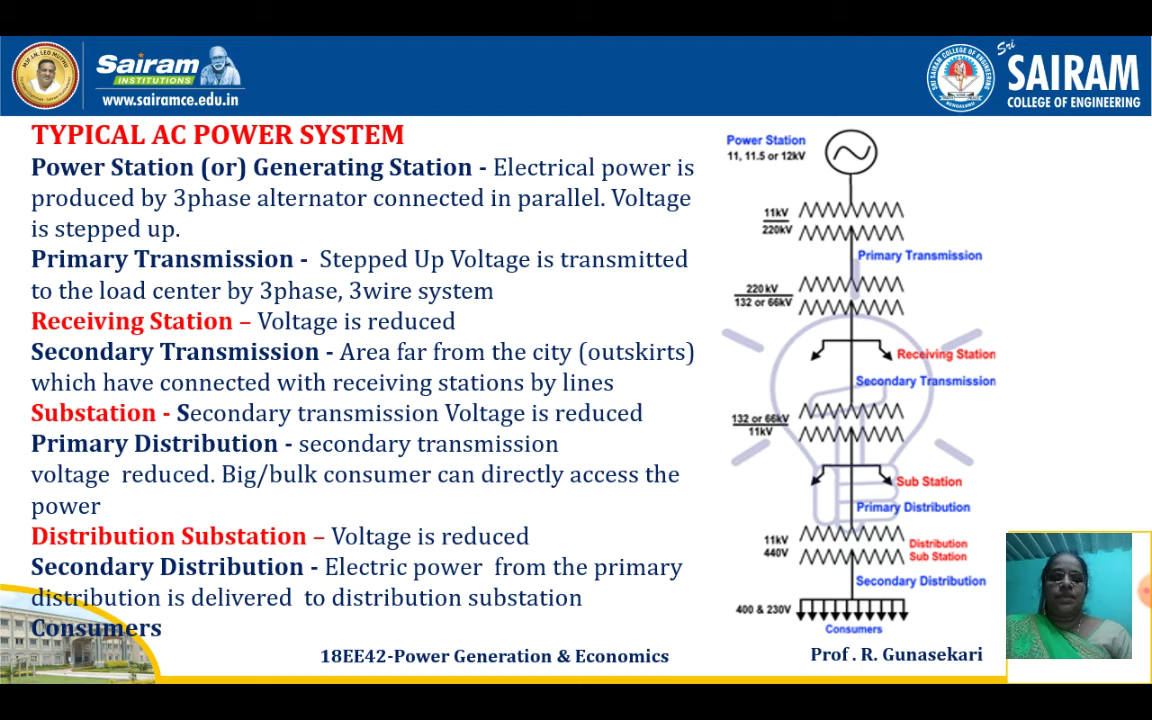 Sairam
INSTITUTIONS
www.sairamce.edu.in
Sri
SAIRAM
COLLEGE OF ENGINEERING
TYPICAL AC POWER SYSTEM
Power Station (or) Generating Station - Electrical power is
produced by 3phase alternator connected in parallel. Voltage
is stepped up.
Primary Transmission - Stepped Up Voltage is transmitted
to the load center by 3phase, 3wire system
Receiving Station – Voltage is reduced
Secondary Transmission - Area far from the city (outskirts)
which have connected with receiving stations by lines
Substation - Secondary transmission Voltage is reduced
Primary Distribution - secondary transmission
voltage reduced. Big/bulk consumer can directly access the
power
Distribution Substation – Voltage is reduced
Secondary Distribution - Electric power from the primary
distribution is delivered to distribution substation
Consumers
Power Station
11, 11.5 or 12kV
11kV
220kV
Primary Transmission
220 kV
132 or 66kV
Receiving Station
Secondary Transmission
132 or 66kV
11kV
Sub Station
Primary Distribution
11kV
440V
Distribution
Sub Station
Secondary Distribution
400 & 230V
Consumers
18EE42-Power Generation & Economics
Prof . R. Gunasekari